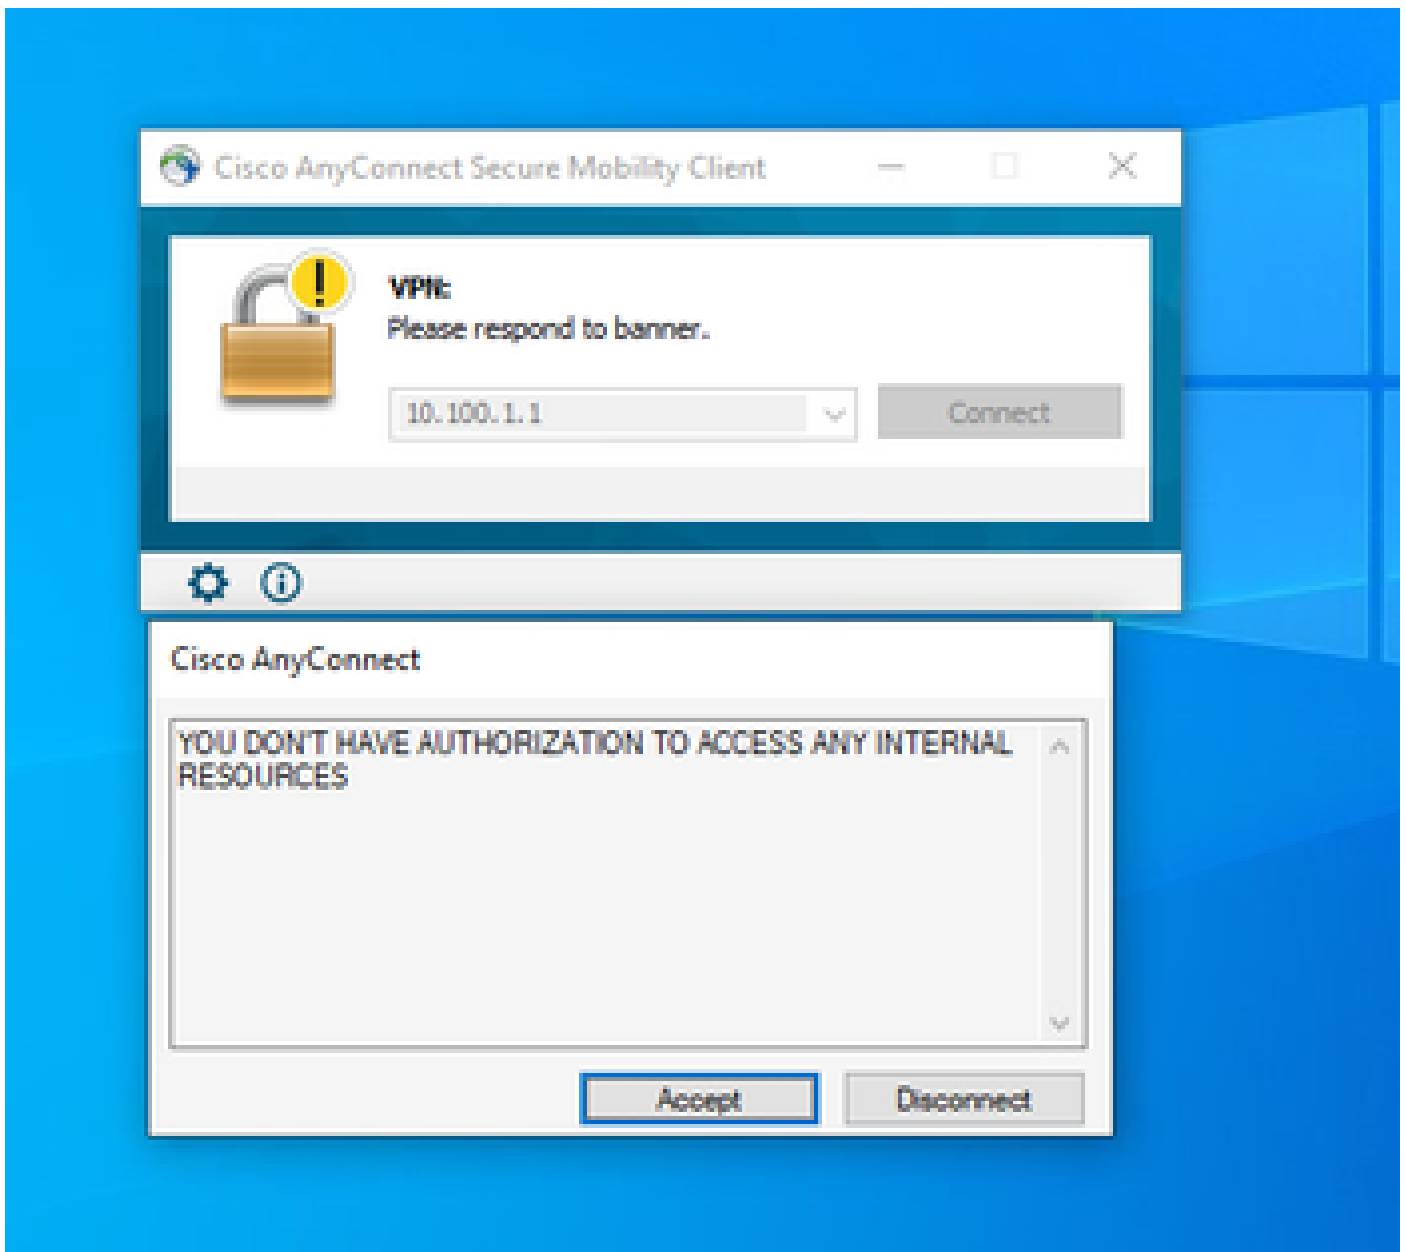 Cisco AnyConnect Secure Mobility Client
VPN:
Please respond to banner.
10.100.1.1
Connect
Cisco AnyConnect
YOU DON'T HAVE AUTHORIZATION TO ACCESS ANY INTERNAL
RESOURCES
Accept
Disconnect